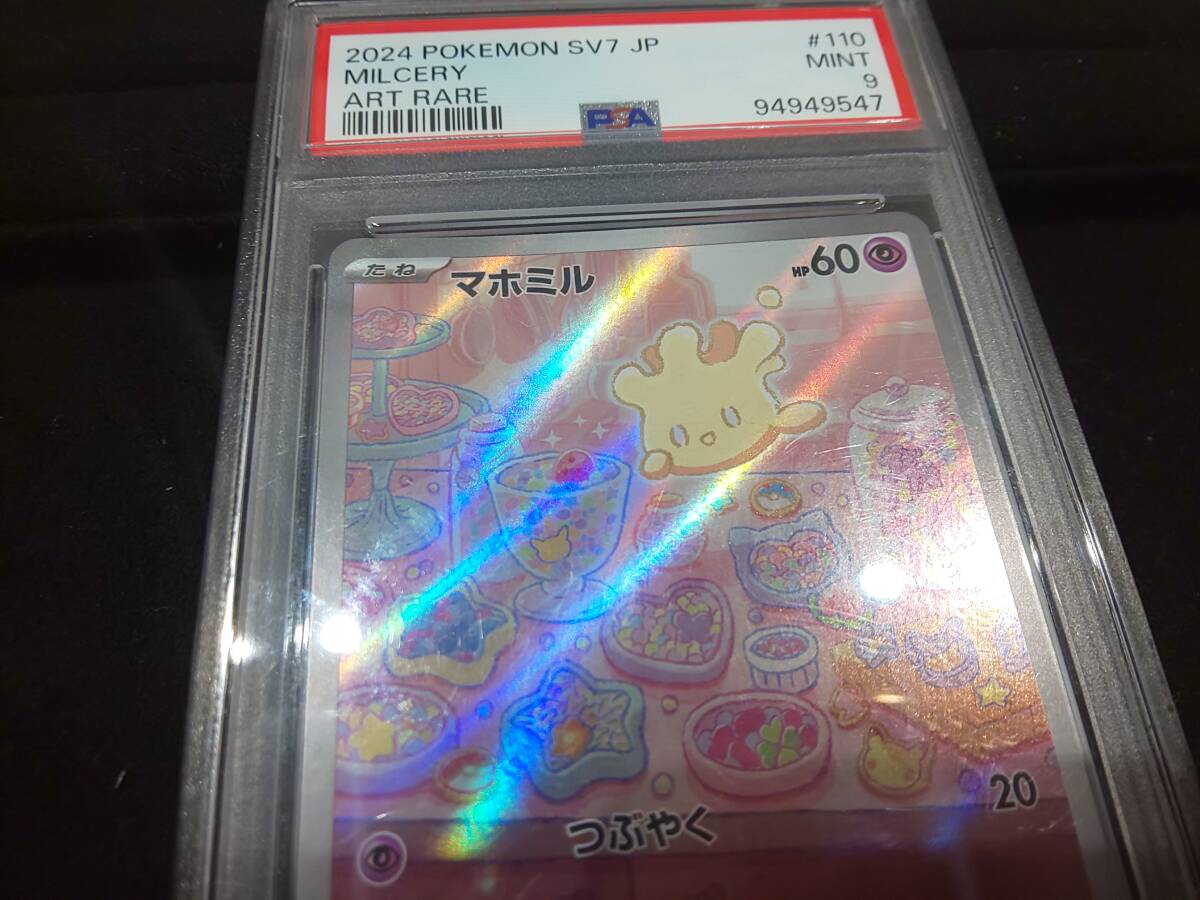 2024 POKEMON SV7 JP #110
MILCERY MINT
ART RARE 9
PSA 94949547
たね マホミル HP60
つぶやく 20